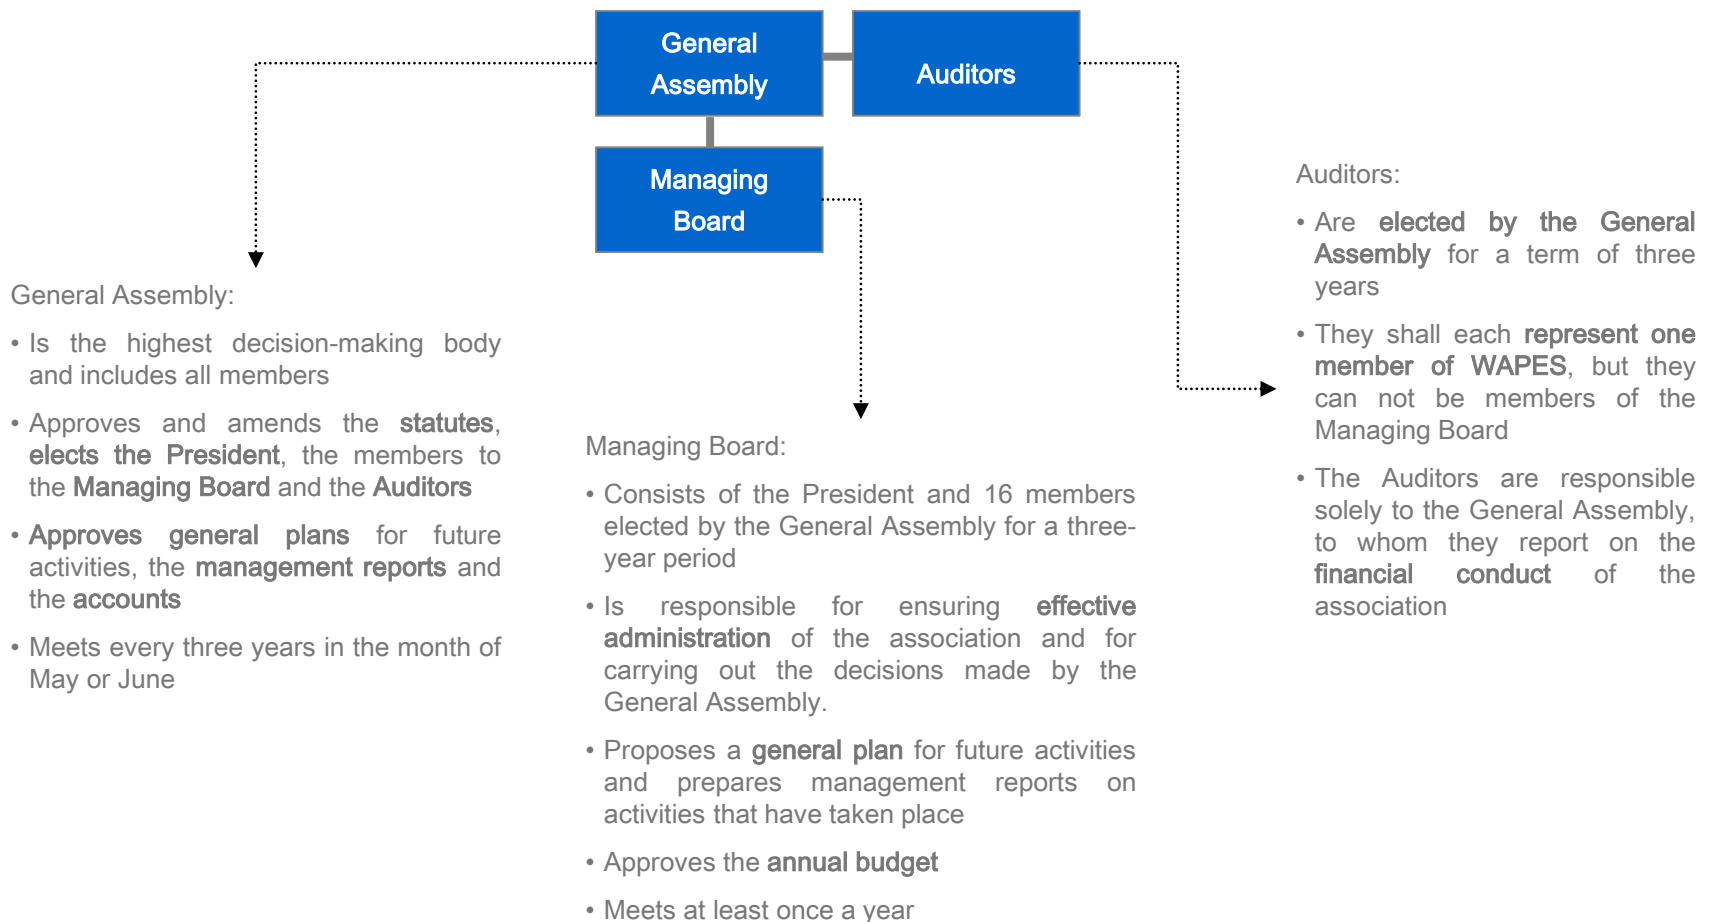 General
Assembly
Auditors
Managing
Board
General Assembly:
• Is the highest decision-making body
and includes all members
• Approves and amends the statutes,
elects the President, the members to
the Managing Board and the Auditors
• Approves general plans for future
activities, the management reports and
the accounts
• Meets every three years in the month of
May or June
Managing Board:
• Consists of the President and 16 members
elected by the General Assembly for a three-
year period
• Is responsible for ensuring effective
administration of the association and for
carrying out the decisions made by the
General Assembly.
• Proposes a general plan for future activities
and prepares management reports on
activities that have taken place
• Approves the annual budget
• Meets at least once a year
Auditors:
• Are elected by the General
Assembly for a term of three
years
• They shall each represent one
member of WAPES, but they
can not be members of the
Managing Board
• The Auditors are responsible
solely to the General Assembly,
to whom they report on the
financial conduct of the
association